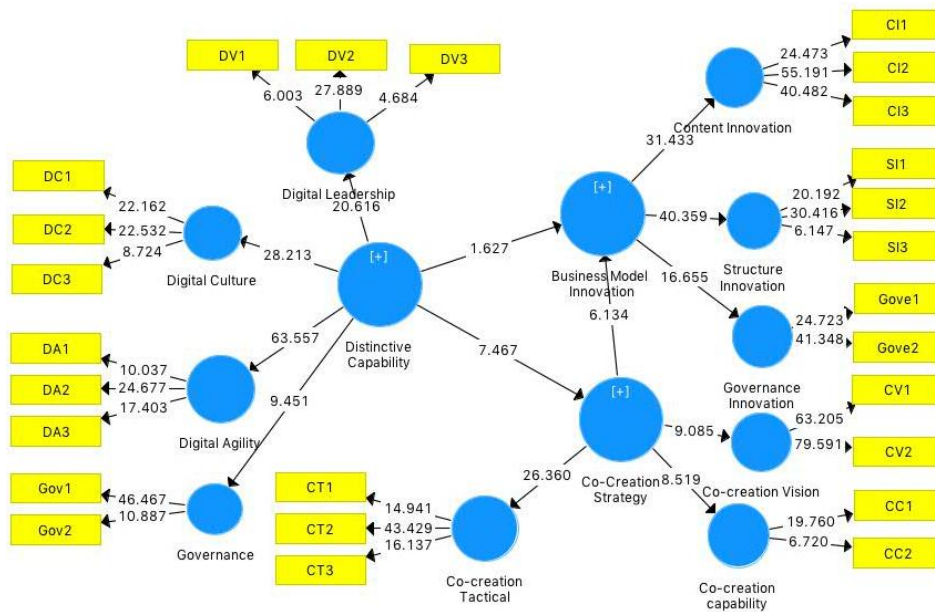 DV1
DV2
DV3
6.003
27.889
4.684
Digital Leadership
20.616
DC1
DC2
DC3
22.162
22.532
8.724
Digital Culture
28.213
[+]
Distinctive
Capability
DA1
DA2
DA3
10.037
24.677
17.403
Digital Agility
63.557
Gov1
Gov2
46.467
10.887
Governance
9.451
1.627
7.467
[+]
Business Model
Innovation
6.134
[+]
Co-Creation
Strategy
31.433
Content Innovation
24.473
55.191
40.482
CI1
CI2
CI3
40.359
Structure
Innovation
20.192
30.416
6.147
SI1
SI2
SI3
16.655
Governance
Innovation
24.723
41.348
Gove1
Gove2
9.085
Co-creation Vision
63.205
79.591
CV1
CV2
8.519
Co-creation
capability
19.760
6.720
CC1
CC2
26.360
Co-creation
Tactical
14.941
43.429
16.137
CT1
CT2
CT3